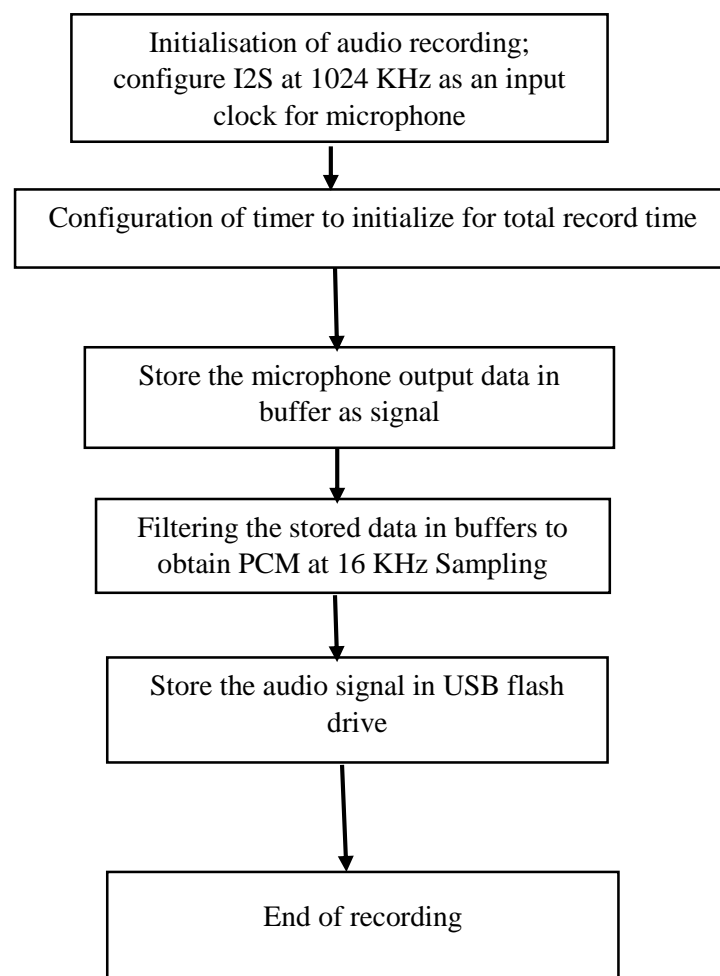 Initialisation of audio recording;
configure I2S at 1024 KHz as an input
clock for microphone
Configuration of timer to initialize for total record time
Store the microphone output data in
buffer as signal
Filtering the stored data in buffers to
obtain PCM at 16 KHz Sampling
Store the audio signal in USB flash
drive
End of recording